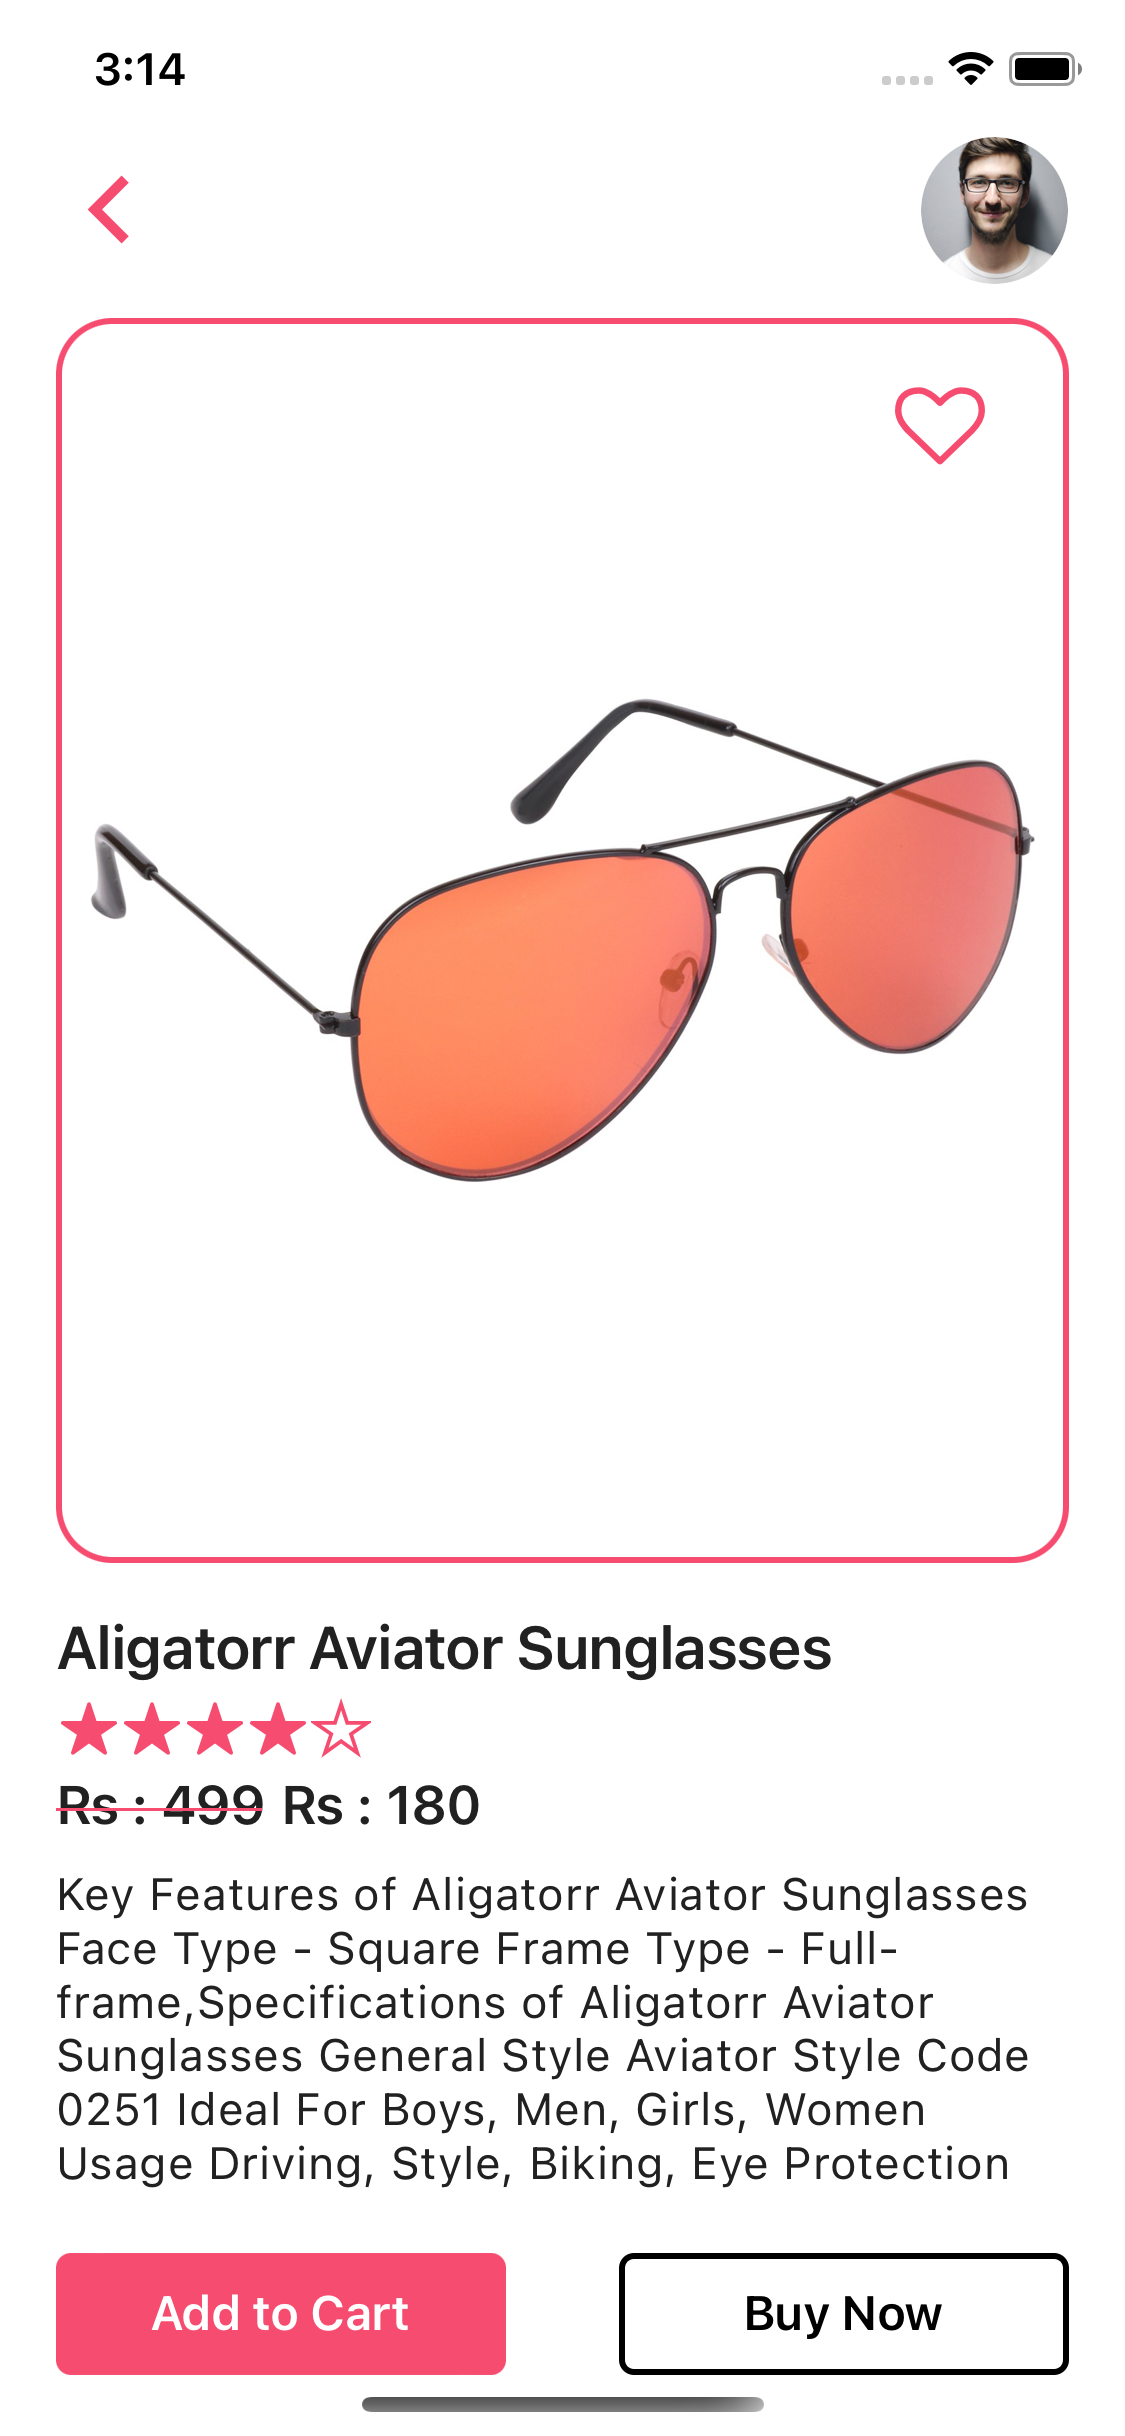 3:14
Aligatorr Aviator Sunglasses
Rs : 499 Rs : 180
Key Features of Aligatorr Aviator Sunglasses
Face Type - Square Frame Type - Full-
frame,Specifications of Aligatorr Aviator
Sunglasses General Style Aviator Style Code
0251 Ideal For Boys, Men, Girls, Women
Usage Driving, Style, Biking, Eye Protection
Add to Cart
Buy Now